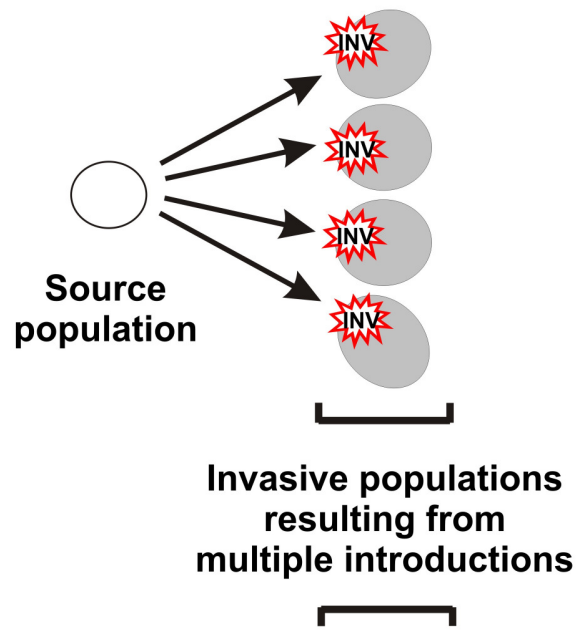 INV
INV
INV
INV
Source
population
Invasive populations
resulting from
multiple introductions